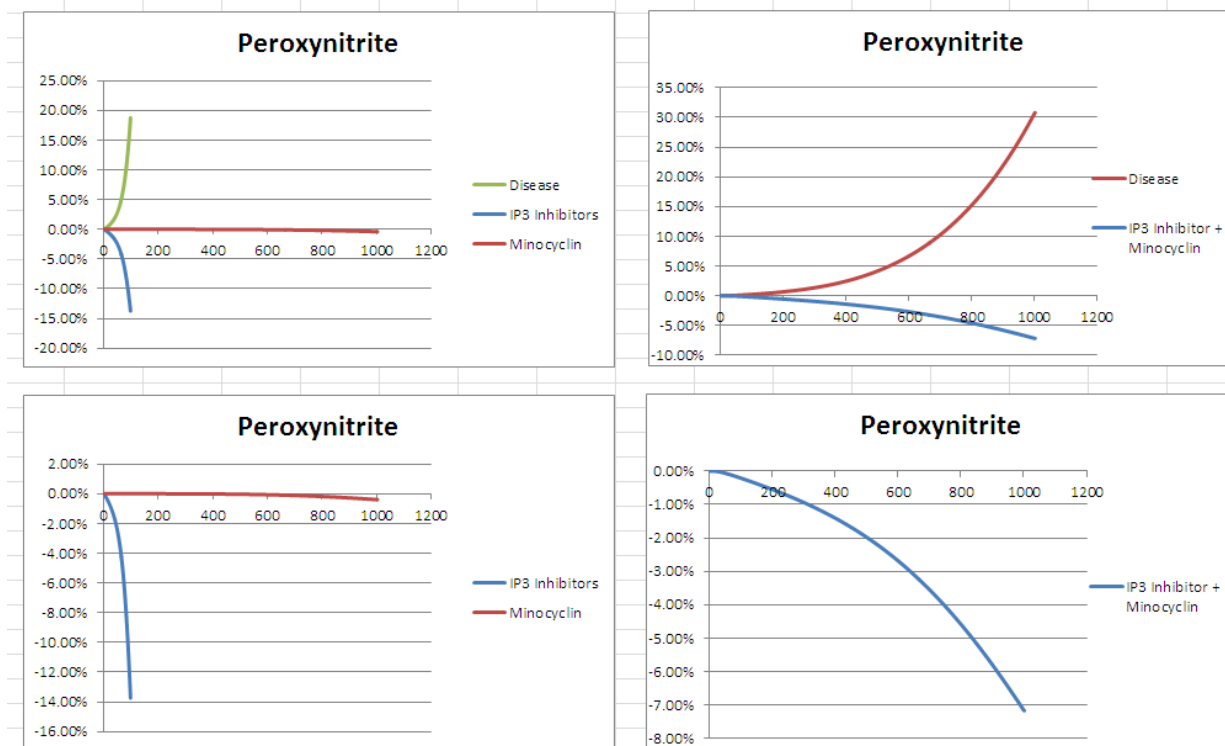 Peroxynitrite
25.00%
20.00%
15.00%
10.00%
5.00%
0.00%
0 200 400 600 800 1000 1200
-5.00%
-10.00%
-15.00%
-20.00%
Disease
IP3 Inhibitors
Minocyclin
Peroxynitrite
35.00%
30.00%
25.00%
20.00%
15.00%
10.00%
5.00%
0.00%
0 200 400 600 800 1000 1200
-5.00%
-10.00%
Disease
IP3 Inhibitor +
Minocyclin
Peroxynitrite
2.00%
0.00%
0 200 400 600 800 1000 1200
-2.00%
-4.00%
-6.00%
-8.00%
-10.00%
-12.00%
-14.00%
-16.00%
IP3 Inhibitors
Minocyclin
Peroxynitrite
0.00%
0 200 400 600 800 1000 1200
-1.00%
-2.00%
-3.00%
-4.00%
-5.00%
-6.00%
-7.00%
-8.00%
IP3 Inhibitor +
Minocyclin